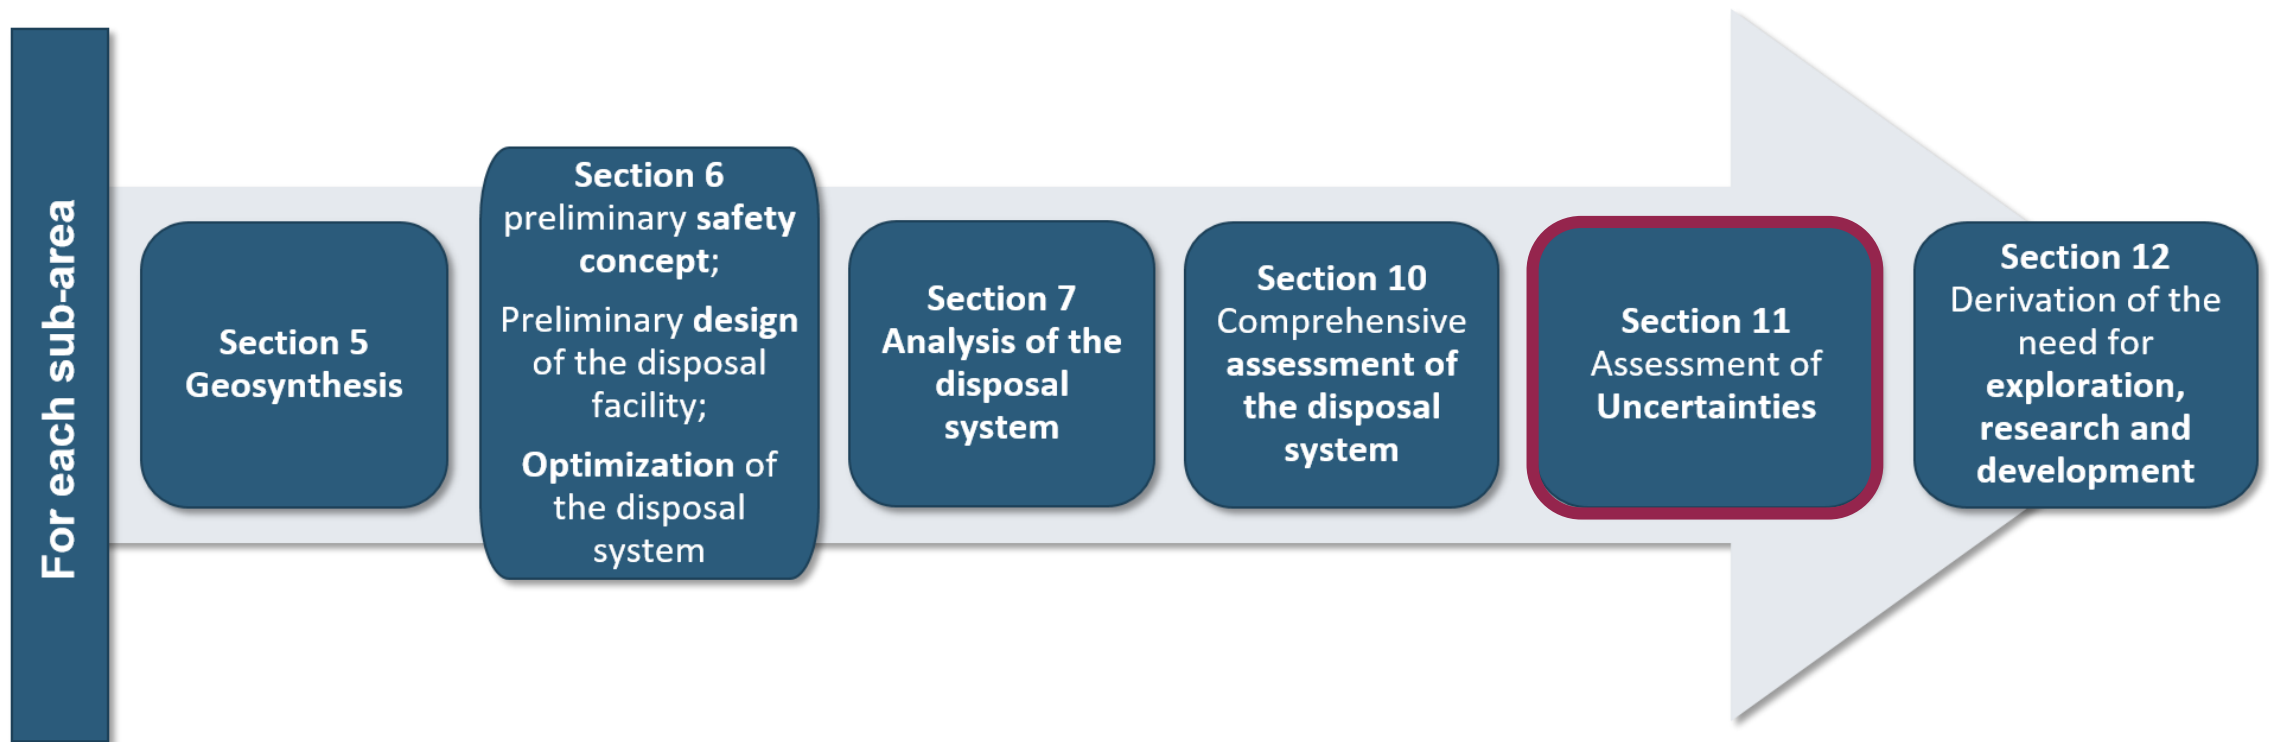 For each sub-area
Section 5
Geosynthesis
Section 6
preliminary safety
concept;
Preliminary design
of the disposal
facility;
Optimization of
the disposal
system
Section 7
Analysis of the
disposal
system
Section 10
Comprehensive
assessment of
the disposal
system
Section 11
Assessment of
Uncertainties
Section 12
Derivation of the
need for
exploration,
research and
development